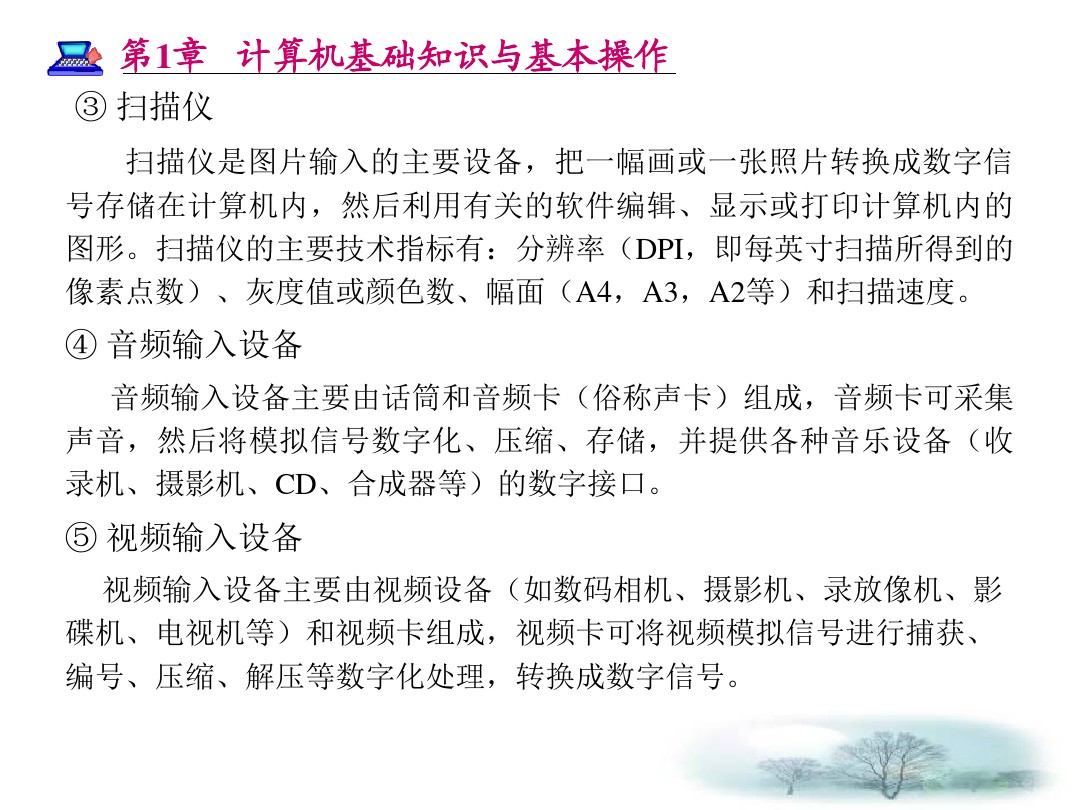 第1章 计算机基础知识与基本操作
③ 扫描仪
扫描仪是图片输入的主要设备，把一幅画或一张照片转换成数字信
号存储在计算机内，然后利用有关的软件编辑、显示或打印计算机内的
图形。扫描仪的主要技术指标有：分辨率（DPI，即每英寸扫描所得到的
像素点数）、灰度值或颜色数、幅面（A4，A3，A2等）和扫描速度。
④ 音频输入设备
音频输入设备主要由话筒和音频卡（俗称声卡）组成，音频卡可采集
声音，然后将模拟信号数字化、压缩、存储，并提供各种音乐设备（收
录机、摄影机、CD、合成器等）的数字接口。
⑤ 视频输入设备
视频输入设备主要由视频设备（如数码相机、摄影机、录放像机、影
碟机、电视机等）和视频卡组成，视频卡可将视频模拟信号进行捕获、
编号、压缩、解压等数字化处理，转换成数字信号。